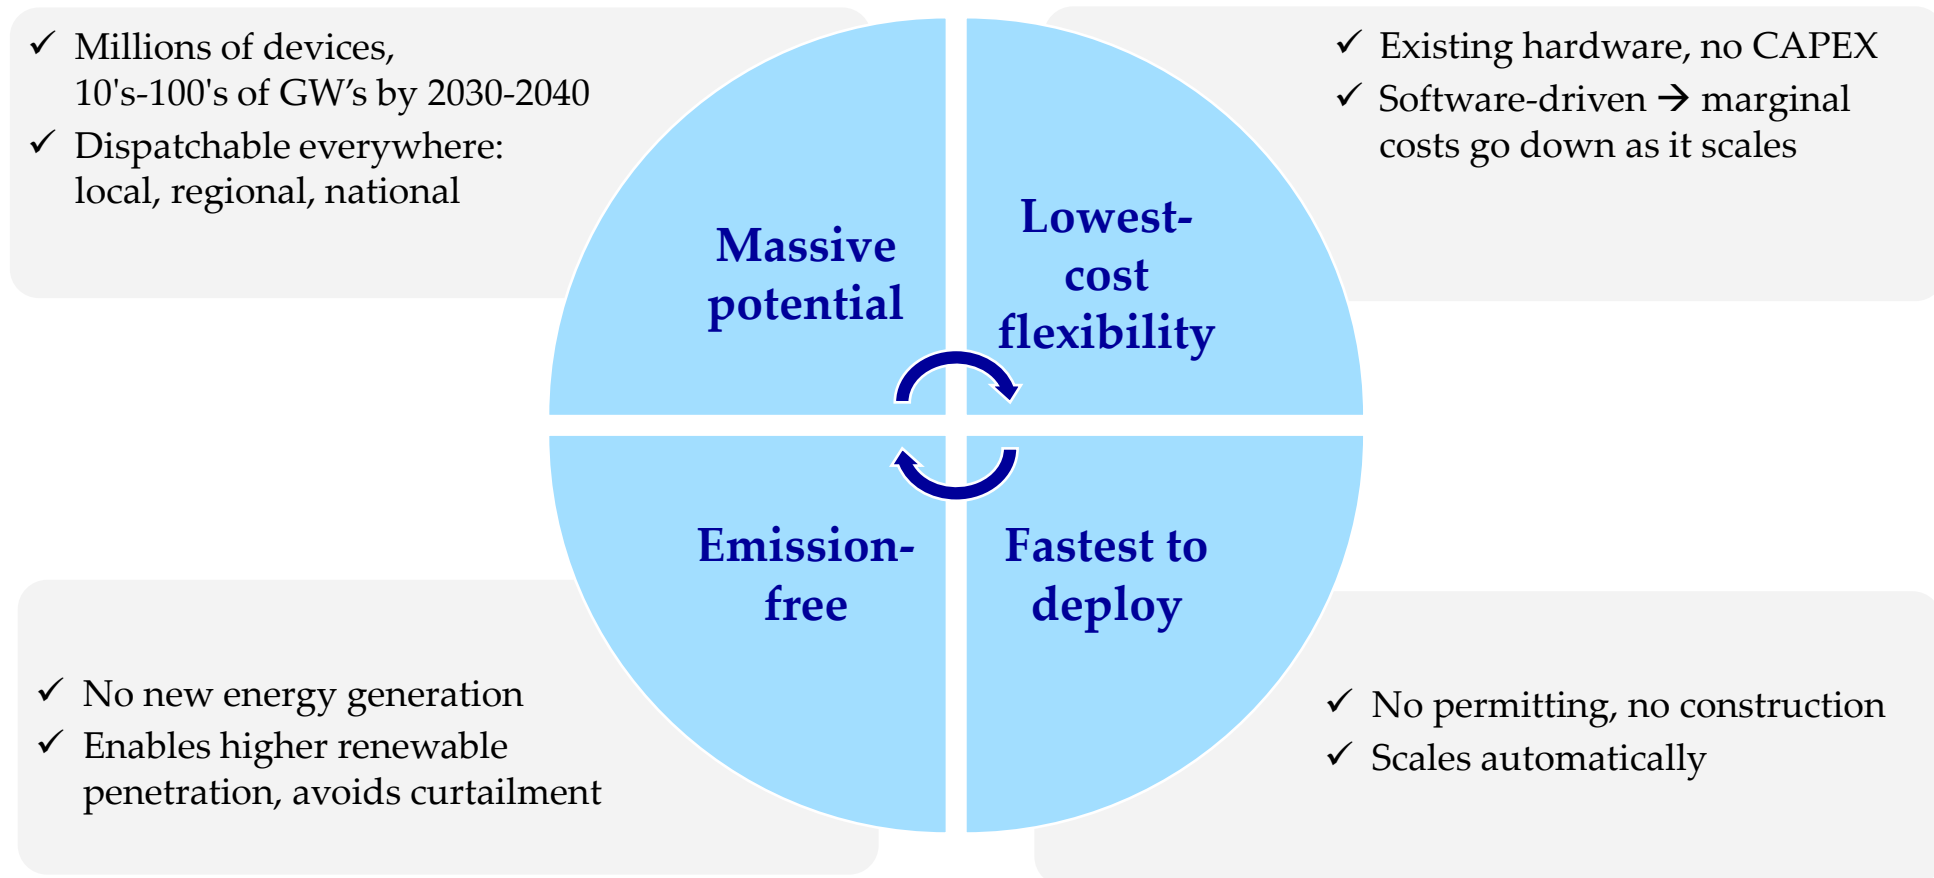 ✓ Millions of devices,
10's-100's of GW’s by 2030-2040
✓ Dispatchable everywhere:
local, regional, national
✓ Existing hardware, no CAPEX
✓ Software-driven → marginal
costs go down as it scales
Massive
potential
Lowest-
cost
flexibility
Emission-
free
Fastest to
deploy
✓ No new energy generation
✓ Enables higher renewable
penetration, avoids curtailment
✓ No permitting, no construction
✓ Scales automatically